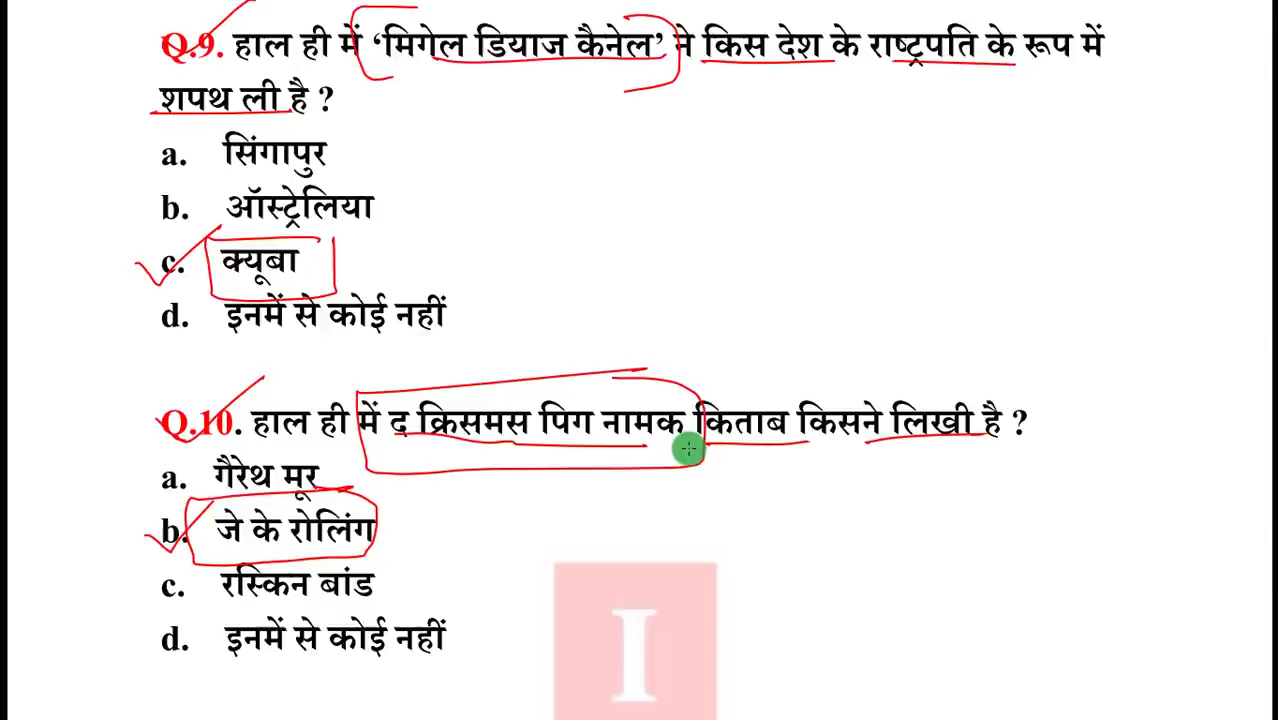 Q.9. हाल ही में ‘मिगेल डियाज कैनेल’ ने किस देश के राष्ट्रपति के रूप में
शपथ ली है ?
a. सिंगापुर
b. ऑस्ट्रेलिया
c. क्यूबा
d. इनमें से कोई नहीं
Q.10. हाल ही में द क्रिसमस पिग नामक किताब किसने लिखी है ?
a. गैरेथ मूर
b. जे के रोलिंग
c. रस्किन बांड
d. इनमें से कोई नहीं
I